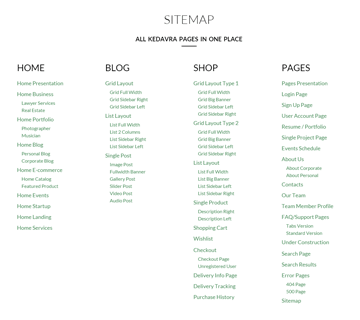 SITEMAP
ALL KEDAVRA PAGES IN ONE PLACE
HOME
Home Presentation
Home Business
Lawyer Services
Real Estate
Home Portfolio
Photographer
Musician
Home Blog
Personal Blog
Corporate Blog
Home E-commerce
Home Catalog
Featured Product
Home Events
Home Startup
Home Landing
Home Services
BLOG
Grid Layout
Grid Full Width
Grid Sidebar Right
Grid Sidebar Left
List Layout
List Full Width
List 2 Columns
List Sidebar Right
List Sidebar Left
Single Post
Image Post
Fullwidth Banner
Gallery Post
Slider Post
Video Post
Audio Post
SHOP
Grid Layout Type 1
Grid Full Width
Grid Big Banner
Grid Sidebar Left
Grid Sidebar Right
Grid Layout Type 2
Grid Full Width
Grid Big Banner
Grid Sidebar Left
Grid Sidebar Right
List Layout
List Full Width
List Big Banner
List Sidebar Left
List Sidebar Right
Single Product
Description Right
Description Left
Shopping Cart
Wishlist
Checkout
Checkout Page
Unregistered User
Delivery Info Page
Delivery Tracking
Purchase History
PAGES
Pages Presentation
Login Page
Sign Up Page
User Account Page
Resume / Portfolio
Single Project Page
Events Schedule
About Us
About Corporate
About Personal
Contacts
Our Team
Team Member Profile
FAQ/Support Pages
Tabs Version
Standard Version
Under Construction
Search Page
Search Results
Error Pages
404 Page
500 Page
Sitemap